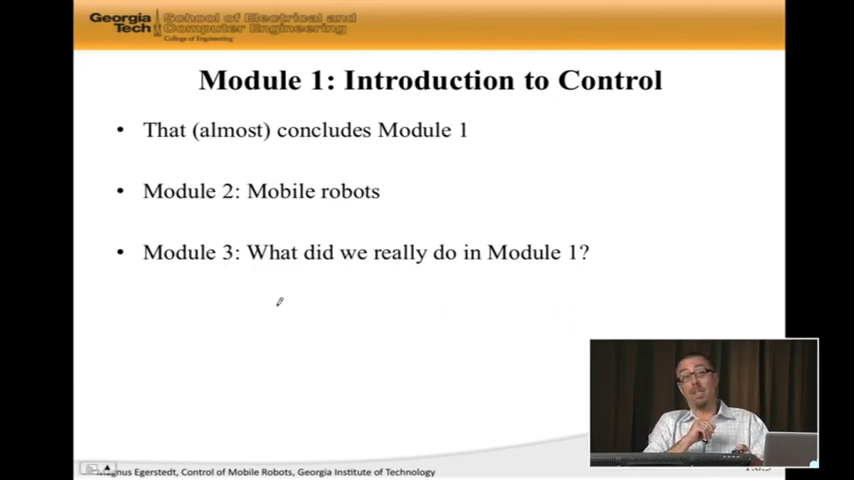 Georgia Tech
School of Electrical and Computer Engineering
College of Engineering
Module 1: Introduction to Control
• That (almost) concludes Module 1
• Module 2: Mobile robots
• Module 3: What did we really do in Module 1?
Magnus Egerstedt, Control of Mobile Robots, Georgia Institute of Technology